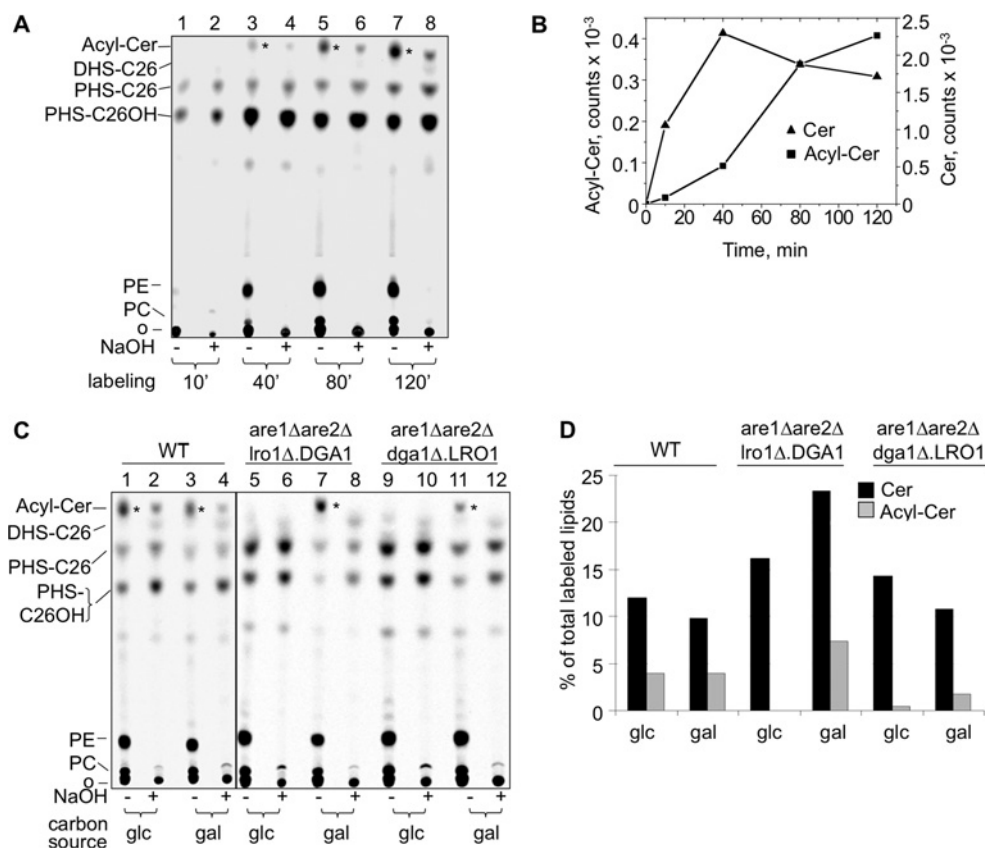 A
1 2 3 4 5 6 7 8
Acyl-Cer
* * *
DHS-C26
PHS-C26
PHS-C26OH
PE
PC
o
NaOH - + - + - + - +
labeling 10' 40' 80' 120'
B
Acyl-Cer, counts x 10⁻³
0.4
0.3
0.2
0.1
0
2.5
2.0
1.5
1.0
0.5
0
Cer, counts x 10⁻³
Cer
Acyl-Cer
0 20 40 60 80 100 120
Time, min
C
WT
are1Δare2Δ
lro1Δ.DGA1
are1Δare2Δ
dga1Δ.LRO1
1 2 3 4 5 6 7 8 9 10 11 12
Acyl-Cer
* * * *
DHS-C26
PHS-C26
PHS-
C26OH
PE
PC
o
NaOH - + - + - + - + - + - +
carbon
source
glc gal glc gal glc gal
D
WT
are1Δare2Δ
lro1Δ.DGA1
are1Δare2Δ
dga1Δ.LRO1
% of total labeled lipids
25
20
15
10
5
0
Cer
Acyl-Cer
glc gal glc gal glc gal